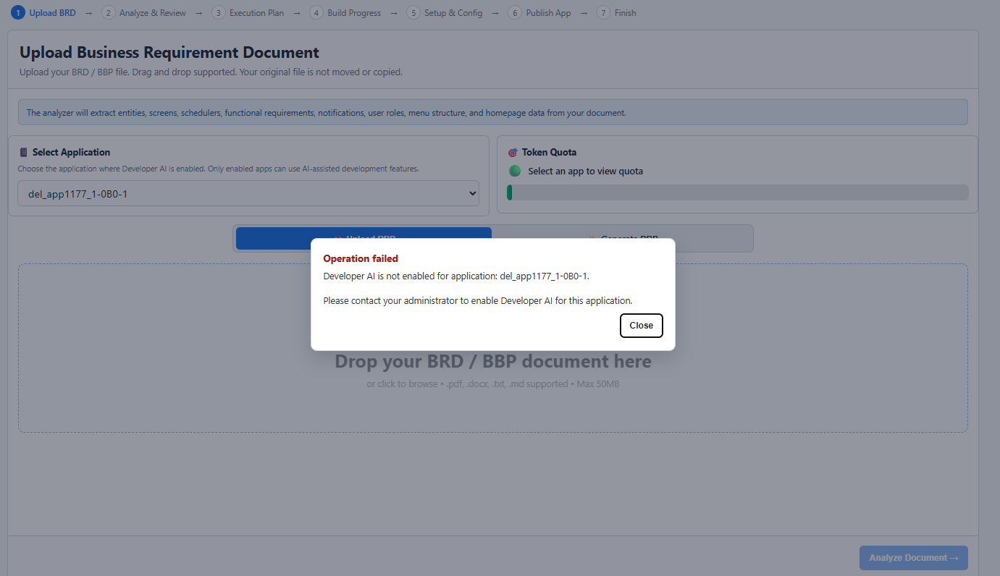 1 Upload BRD → 2 Analyze & Review → 3 Execution Plan → 4 Build Progress → 5 Setup & Config → 6 Publish App → 7 Finish
Upload Business Requirement Document
Upload your BRD / BBP file. Drag and drop supported. Your original file is not moved or copied.
The analyzer will extract entities, screens, schedulers, functional requirements, notifications, user roles, menu structure, and homepage data from your document.
Select Application
Choose the application where Developer AI is enabled. Only enabled apps can use AI-assisted development features.
del_app1177_1-0B0-1
Token Quota
Select an app to view quota
Upload BRD
Generate BRD
Operation failed
Developer AI is not enabled for application: del_app1177_1-0B0-1.
Please contact your administrator to enable Developer AI for this application.
Close
Drop your BRD / BBP document here
or click to browse • .pdf, .docx, .txt, .md supported • Max 50MB
Analyze Document →